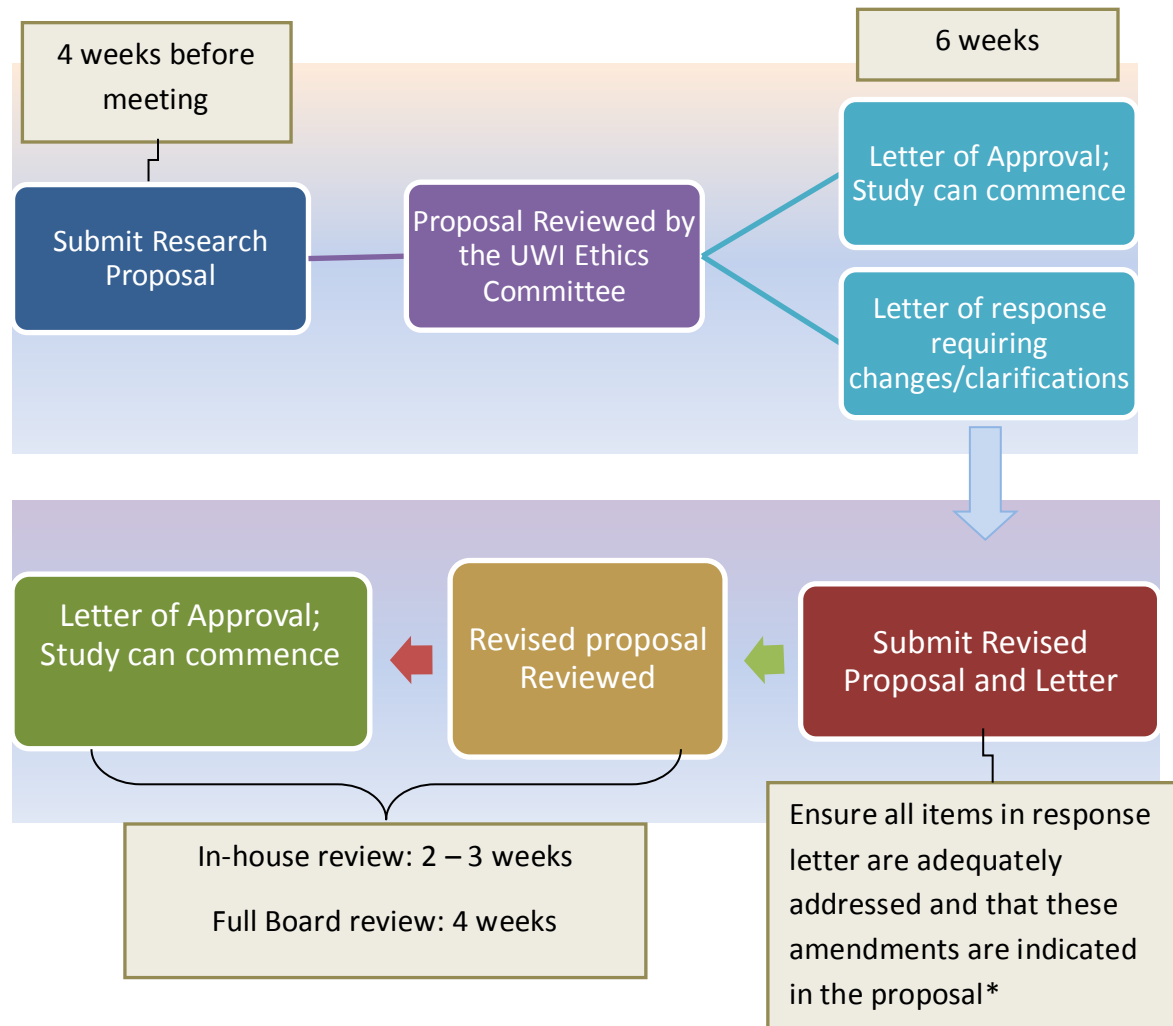 4 weeks before
meeting
6 weeks
Submit Research
Proposal
Proposal Reviewed by
the UWI Ethics
Committee
Letter of Approval;
Study can commence
Letter of response
requiring
changes/clarifications
Letter of Approval;
Study can commence
Revised proposal
Reviewed
Submit Revised
Proposal and Letter
In-house review: 2 – 3 weeks
Full Board review: 4 weeks
Ensure all items in response
letter are adequately
addressed and that these
amendments are indicated
in the proposal*